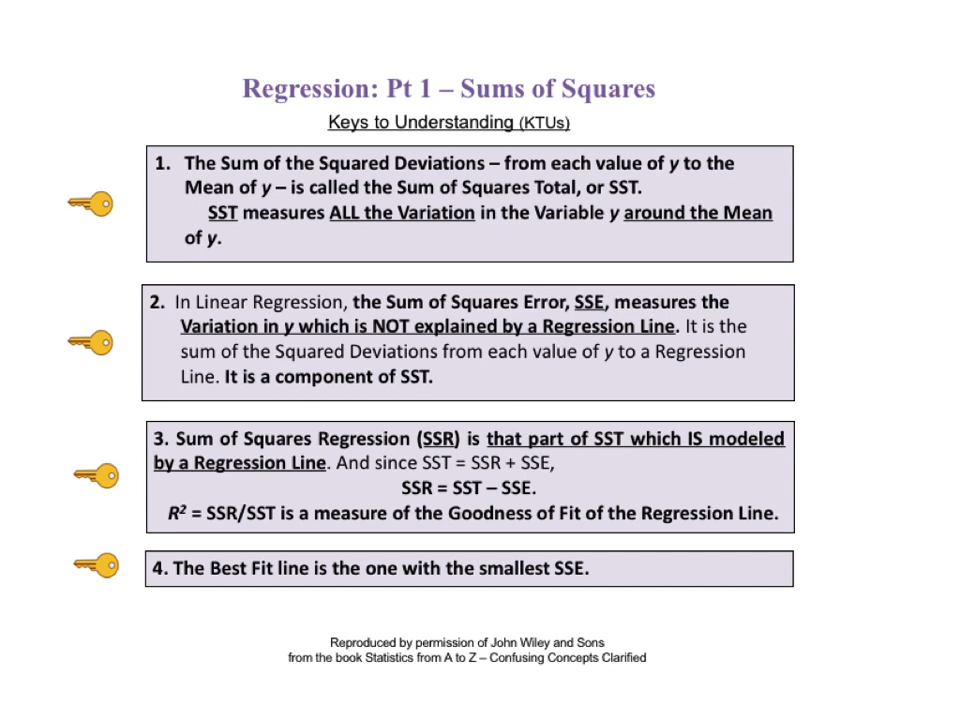 Regression: Pt 1 – Sums of Squares
Keys to Understanding (KTUs)
1. The Sum of the Squared Deviations – from each value of y to the
Mean of y – is called the Sum of Squares Total, or SST.
SST measures ALL the Variation in the Variable y around the Mean
of y.
2. In Linear Regression, the Sum of Squares Error, SSE, measures the
Variation in y which is NOT explained by a Regression Line. It is the
sum of the Squared Deviations from each value of y to a Regression
Line. It is a component of SST.
3. Sum of Squares Regression (SSR) is that part of SST which IS modeled
by a Regression Line. And since SST = SSR + SSE,
SSR = SST – SSE.
R² = SSR/SST is a measure of the Goodness of Fit of the Regression Line.
4. The Best Fit line is the one with the smallest SSE.
Reproduced by permission of John Wiley and Sons
from the book Statistics from A to Z – Confusing Concepts Clarified